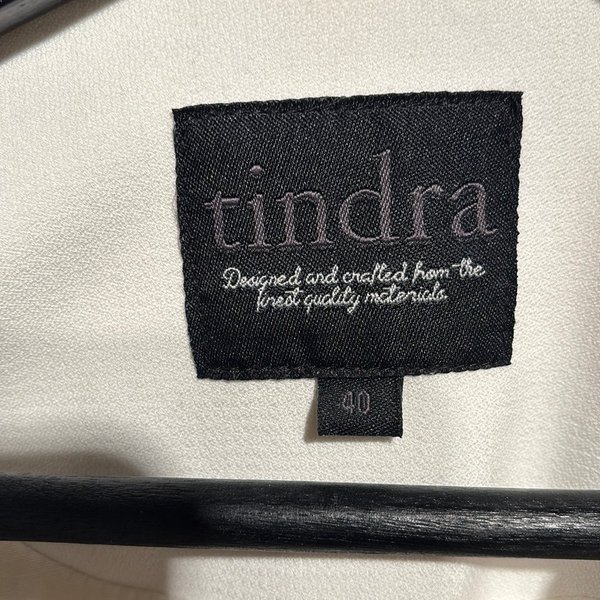 tindra
Designed and crafted from the
finest quality materials.
40